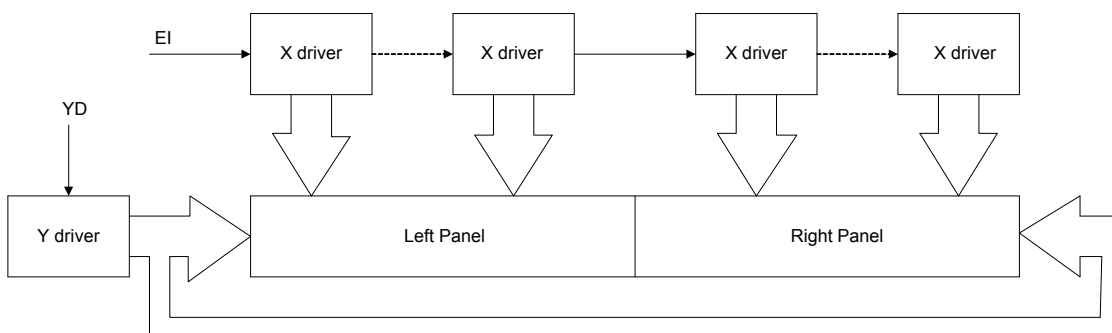 EI
X driver
X driver
X driver
X driver
YD
Y driver
Left Panel
Right Panel